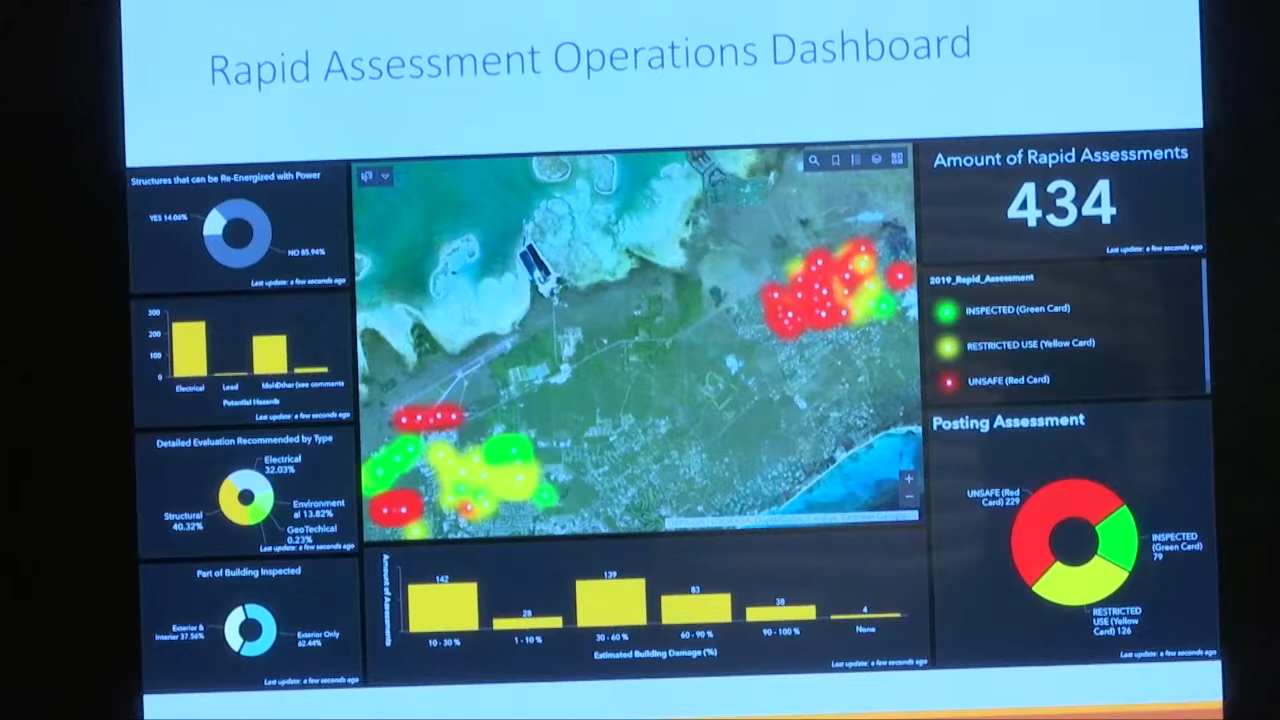 Rapid Assessment Operations Dashboard
Structures that can be Re-Energized with Power
YES 14.06%
NO 85.94%
Last update: a few seconds ago
300
200
100
0
Electrical
Lead
Mold
Other (see comments
Potential Hazards
Last update: a few seconds ago
Detailed Evaluation Recommended by Type
Electrical
32.03%
Environment
al 13.82%
GeoTechical
0.23%
Structural
40.32%
Last update: a few seconds ago
Part of Building Inspected
Exterior &
Interior 37.56%
Exterior Only
62.44%
Last update: a few seconds ago
+
−
Amount of Assessments
142
28
139
83
38
4
10 - 30 %
1 - 10 %
30 - 60 %
60 - 90 %
90 - 100 %
None
Estimated Building Damage (%)
Last update: a few seconds ago
Amount of Rapid Assessments
434
Last update: a few seconds ago
2019_Rapid_Assessment
INSPECTED (Green Card)
RESTRICTED USE (Yellow Card)
UNSAFE (Red Card)
Posting Assessment
UNSAFE (Red
Card) 229
INSPECTED
(Green Card)
79
RESTRICTED
USE (Yellow
Card) 126
Last update: a few seconds ago